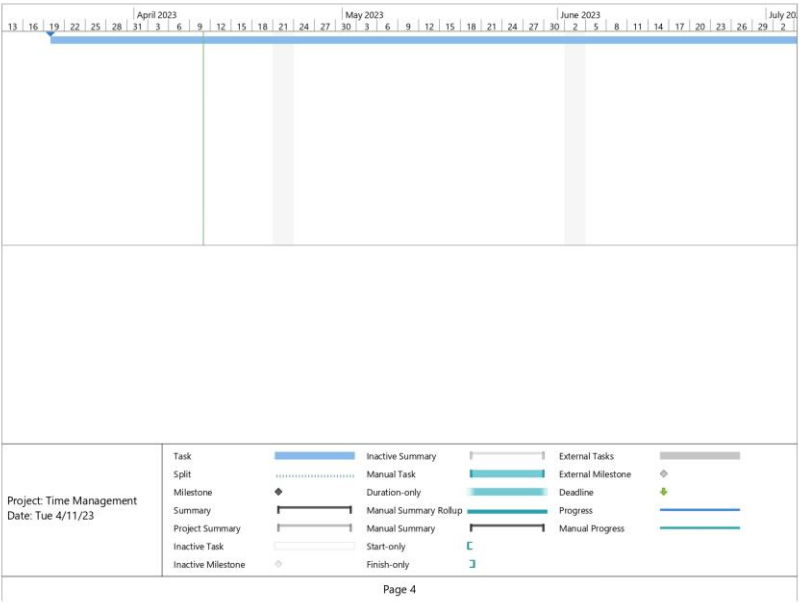 April 2023 May 2023 June 2023 July 20
13 16 19 22 25 28 31 3 6 9 12 15 18 21 24 27 30 3 6 9 12 15 18 21 24 27 30 2 5 8 11 14 17 20 23 26 29 2
Task Inactive Summary External Tasks
Split Manual Task External Milestone
Milestone Duration-only Deadline
Project: Time Management
Date: Tue 4/11/23
Summary Manual Summary Rollup Progress
Project Summary Manual Summary Manual Progress
Inactive Task Start-only
Inactive Milestone Finish-only
Page 4